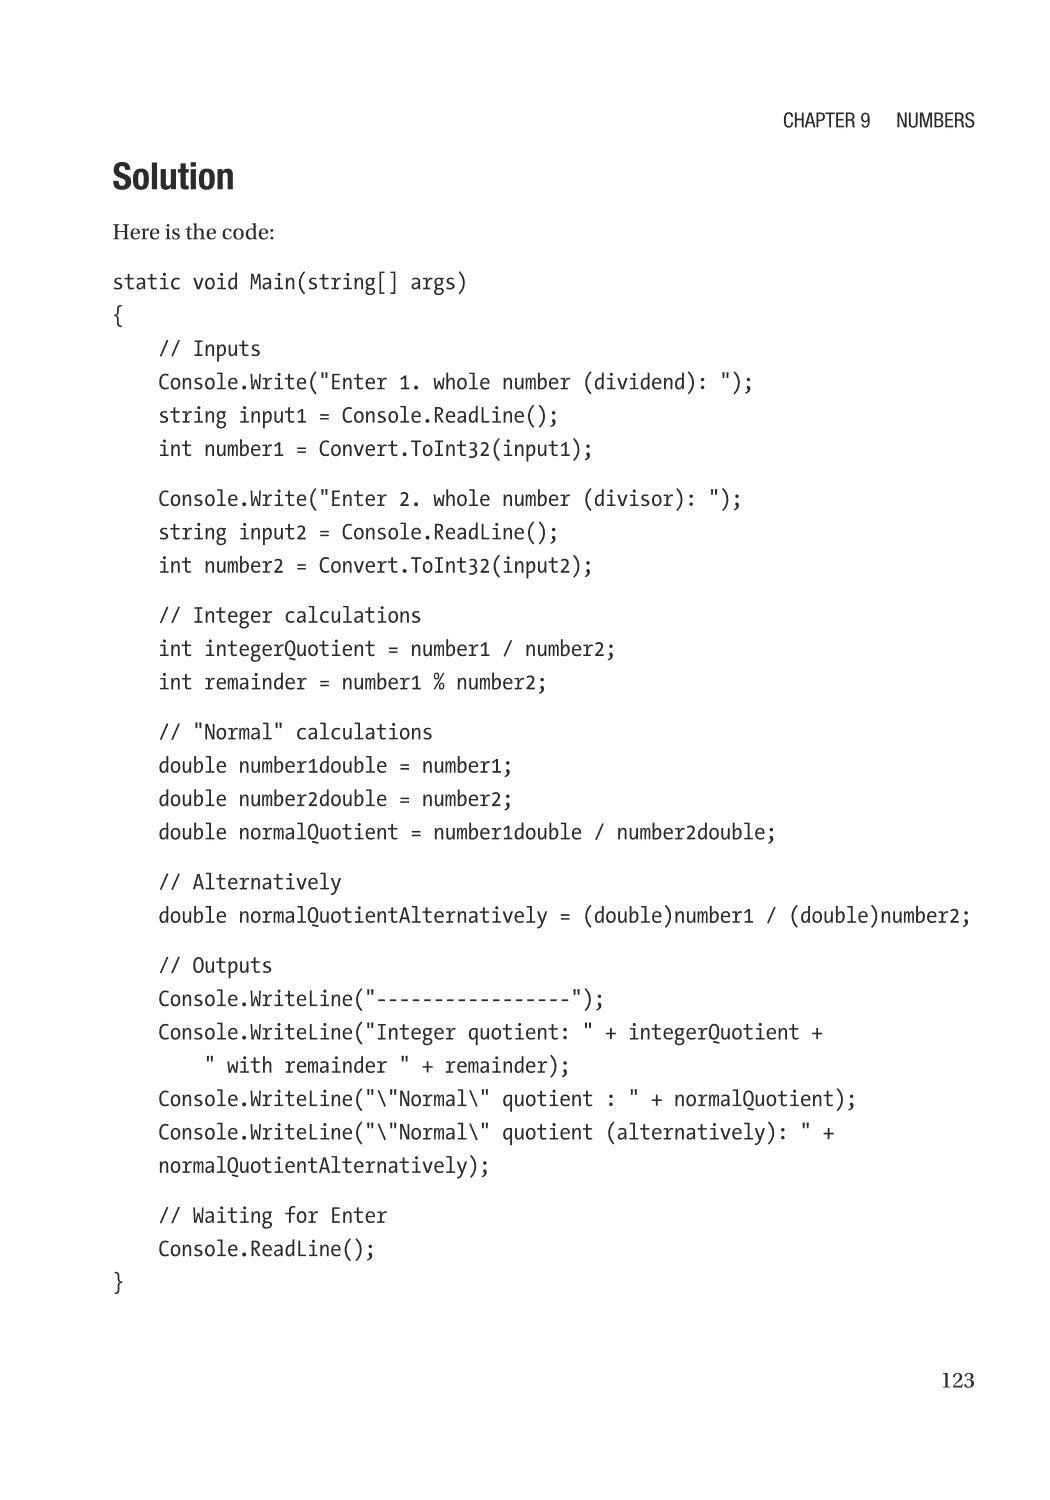 CHAPTER 9 NUMBERS
Solution
Here is the code:
static void Main(string[] args)
{
// Inputs
Console.Write("Enter 1. whole number (dividend): ");
string input1 = Console.ReadLine();
int number1 = Convert.ToInt32(input1);
Console.Write("Enter 2. whole number (divisor): ");
string input2 = Console.ReadLine();
int number2 = Convert.ToInt32(input2);
// Integer calculations
int integerQuotient = number1 / number2;
int remainder = number1 % number2;
// "Normal" calculations
double number1double = number1;
double number2double = number2;
double normalQuotient = number1double / number2double;
// Alternatively
double normalQuotientAlternatively = (double)number1 / (double)number2;
// Outputs
Console.WriteLine("-----------------");
Console.WriteLine("Integer quotient: " + integerQuotient +
" with remainder " + remainder);
Console.WriteLine("\"Normal\" quotient : " + normalQuotient);
Console.WriteLine("\"Normal\" quotient (alternatively): " +
normalQuotientAlternatively);
// Waiting for Enter
Console.ReadLine();
}
123